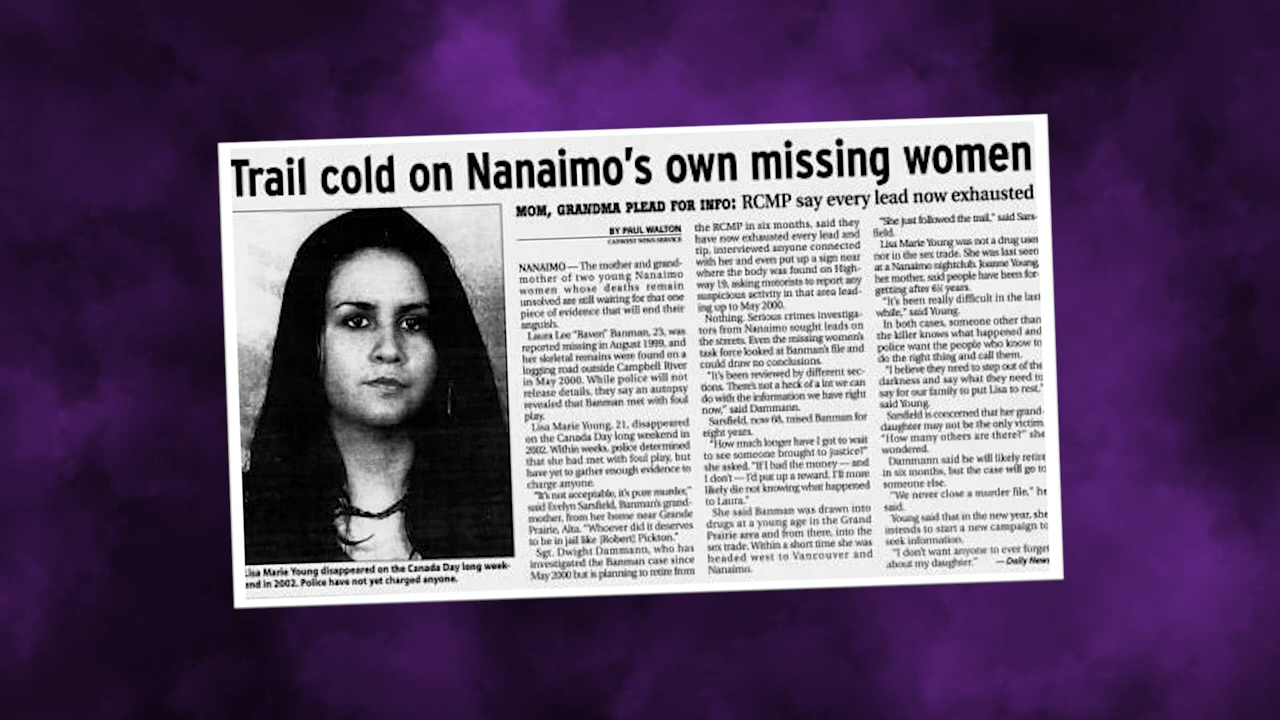 Trail cold on Nanaimo's own missing women
MOM, GRANDMA PLEAD FOR INFO: RCMP say every lead now exhausted
BY PAUL WALTON
CANWEST NEWS SERVICE
NANAIMO — The mother and grand-
mother of two young Nanaimo
women whose deaths remain
unsolved are still waiting for that one
piece of evidence that will end their
anguish.
Laura Lee "Raven" Banman, 23, was
reported missing in August 1999, and
her skeletal remains were found on a
logging road outside Campbell River
in May 2000. While police will not
release details, they say an autopsy
revealed that Banman met with foul
play.
Lisa Marie Young, 21, disappeared
on the Canada Day long weekend in
2002. Within weeks, police determined
that she had met with foul play, but
have yet to gather enough evidence to
charge anyone.
"It's not acceptable, it's pure murder,"
said Evelyn Sarsfield, Banman's grand-
mother, from her home near Grande
Prairie, Alta. "Whoever did it deserves
to be in jail like [Robert] Pickton."
Sgt. Dwight Dammann, who has
investigated the Banman case since
May 2000 but is planning to retire from
the RCMP in six months, said they
have now exhausted every lead and
tip, interviewed anyone connected
with her and even put up a sign near
where the body was found on High-
way 19, asking motorists to report any
suspicious activity in that area lead-
ing up to May 2000.
Nothing. Serious crimes investiga-
tors from Nanaimo sought leads on
the streets. Even the missing women's
task force looked at Banman's file and
could draw no conclusions.
"It's been reviewed by different sec-
tions. There's not a heck of a lot we can
do with the information we have right
now," said Dammann.
Sarsfield, now 68, raised Banman for
eight years.
"How much longer have I got to wait
to see someone brought to justice?"
she asked. "If I had the money — and
I don't — I'd put up a reward. I'll more
likely die not knowing what happened
to Laura."
She said Banman was drawn into
drugs at a young age in the Grand
Prairie area and from there, into the
sex trade. Within a short time she was
headed west to Vancouver and
Nanaimo.
"She just followed the trail," said Sars-
field.
Lisa Marie Young was not a drug user
nor in the sex trade. She was last seen
at a Nanaimo nightclub. Joanne Young,
her mother, said people have been for-
getting after 6½ years.
"It's been really difficult in the last
while," said Young.
In both cases, someone other than
the killer knows what happened and
police want the people who know to
do the right thing and call them.
"I believe they need to step out of the
darkness and say what they need to
say for our family to put Lisa to rest,"
said Young.
Sarsfield is concerned that her grand-
daughter may not be the only victim.
"How many others are there?" she
wondered.
Dammann said he will likely retire
in six months, but the case will go to
someone else.
"We never close a murder file," he
said.
Young said that in the new year, she
intends to start a new campaign to
seek information.
"I don't want anyone to ever forget
about my daughter." — Daily News
Lisa Marie Young disappeared on the Canada Day long week-
end in 2002. Police have not yet charged anyone.